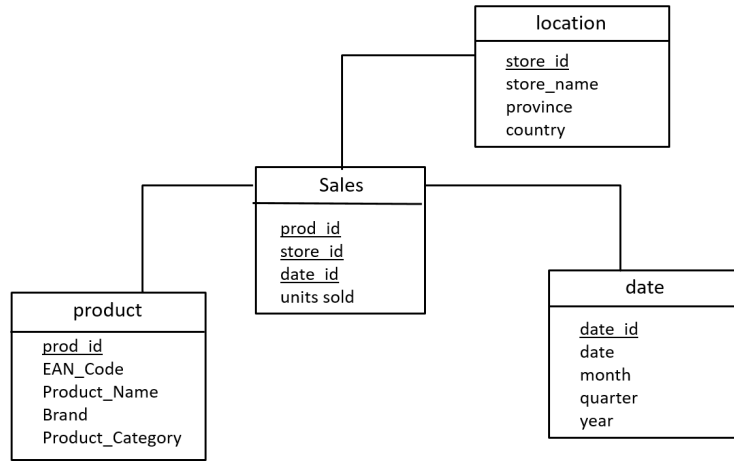 location
store_id
store_name
province
country
Sales
prod_id
store_id
date_id
units sold
product
prod_id
EAN_Code
Product_Name
Brand
Product_Category
date
date_id
date
month
quarter
year